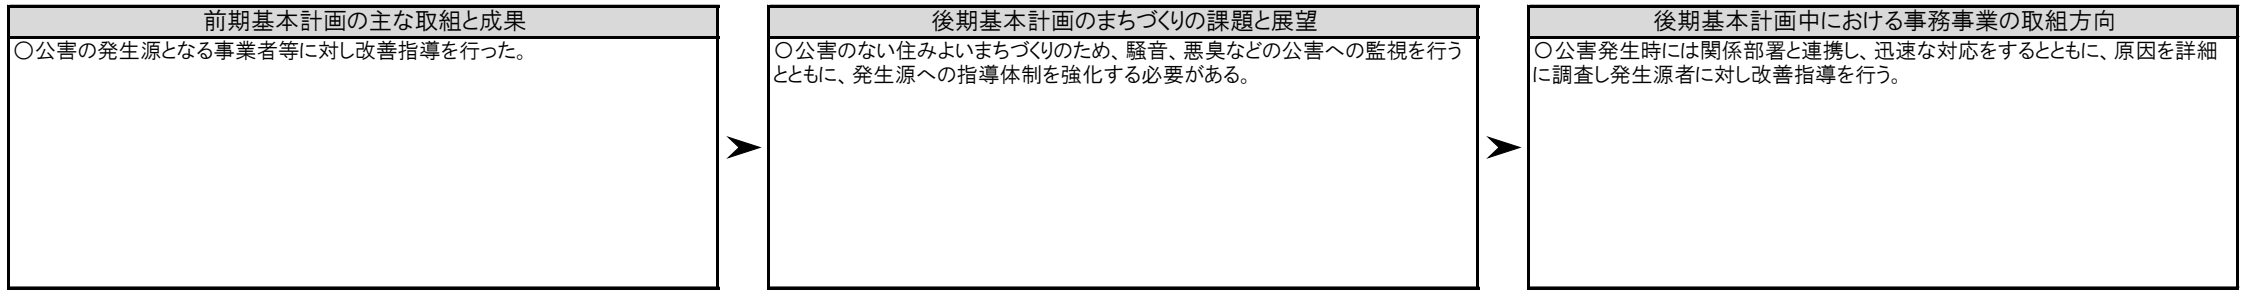 前期基本計画の主な取組と成果
〇公害の発生源となる事業者等に対し改善指導を行った。
後期基本計画のまちづくりの課題と展望
〇公害のない住みよいまちづくりのため、騒音、悪臭などの公害への監視を行う
とともに、発生源への指導体制を強化する必要がある。
後期基本計画中における事務事業の取組方向
〇公害発生時には関係部署と連携し、迅速な対応をするとともに、原因を詳細
に調査し発生源者に対し改善指導を行う。